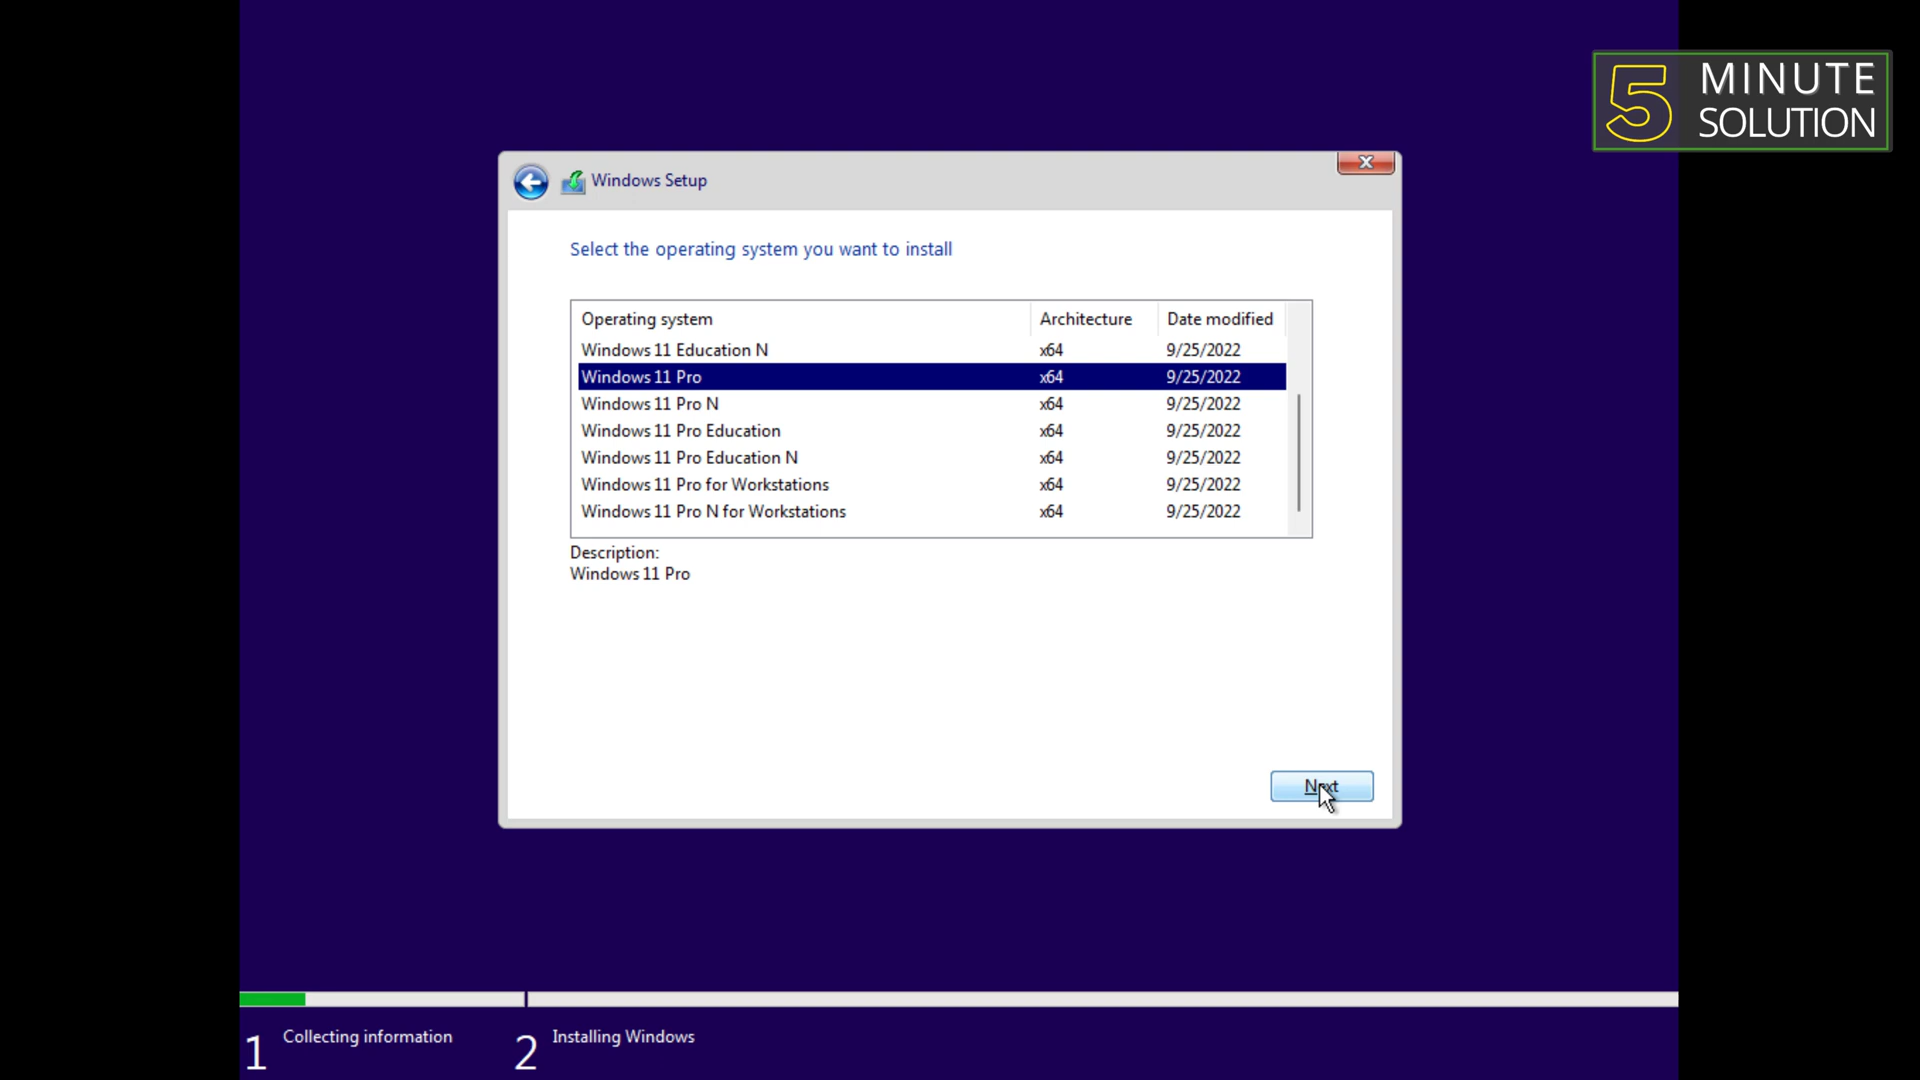 5 MINUTE
SOLUTION
Windows Setup
Select the operating system you want to install
Operating system Architecture Date modified
Windows 11 Education N x64 9/25/2022
Windows 11 Pro x64 9/25/2022
Windows 11 Pro N x64 9/25/2022
Windows 11 Pro Education x64 9/25/2022
Windows 11 Pro Education N x64 9/25/2022
Windows 11 Pro for Workstations x64 9/25/2022
Windows 11 Pro N for Workstations x64 9/25/2022
Description:
Windows 11 Pro
Next
1 Collecting information 2 Installing Windows